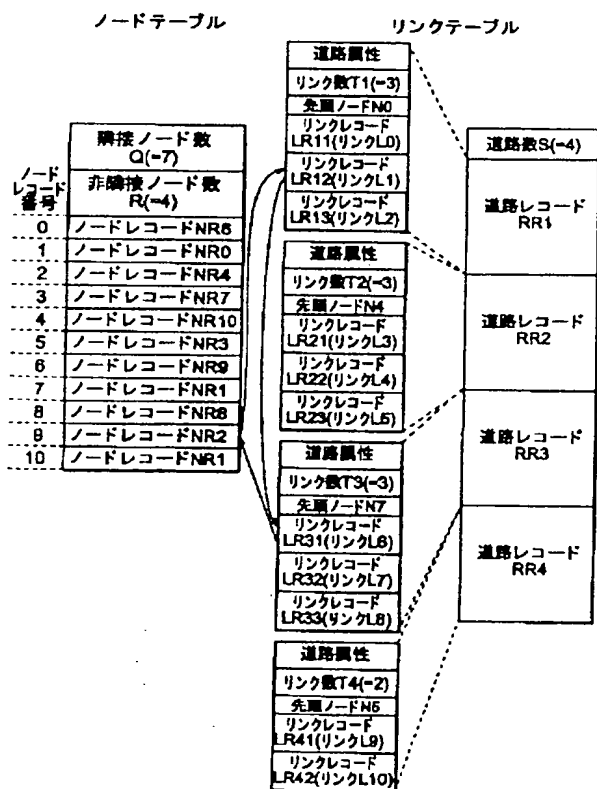 ノードテーブル
隣接ノード数
Q(=7)
非隣接ノード数
R(=4)
ノード
レコード
番号
0 ノードレコードNR6
1 ノードレコードNR0
2 ノードレコードNR4
3 ノードレコードNR7
4 ノードレコードNR10
5 ノードレコードNR3
6 ノードレコードNR9
7 ノードレコードNR1
8 ノードレコードNR8
9 ノードレコードNR2
10 ノードレコードNR1
リンクテーブル
道路属性
リンク数T1(=3)
先頭ノードN0
リンクレコード
LR11(リンクL0)
リンクレコード
LR12(リンクL1)
リンクレコード
LR13(リンクL2)
道路属性
リンク数T2(=3)
先頭ノードN4
リンクレコード
LR21(リンクL3)
リンクレコード
LR22(リンクL4)
リンクレコード
LR23(リンクL5)
道路属性
リンク数T3(=3)
先頭ノードN7
リンクレコード
LR31(リンクL6)
リンクレコード
LR32(リンクL7)
リンクレコード
LR33(リンクL8)
道路属性
リンク数T4(=2)
先頭ノードN5
リンクレコード
LR41(リンクL9)
リンクレコード
LR42(リンクL10)
道路数S(=4)
道路レコード
RR1
道路レコード
RR2
道路レコード
RR3
道路レコード
RR4